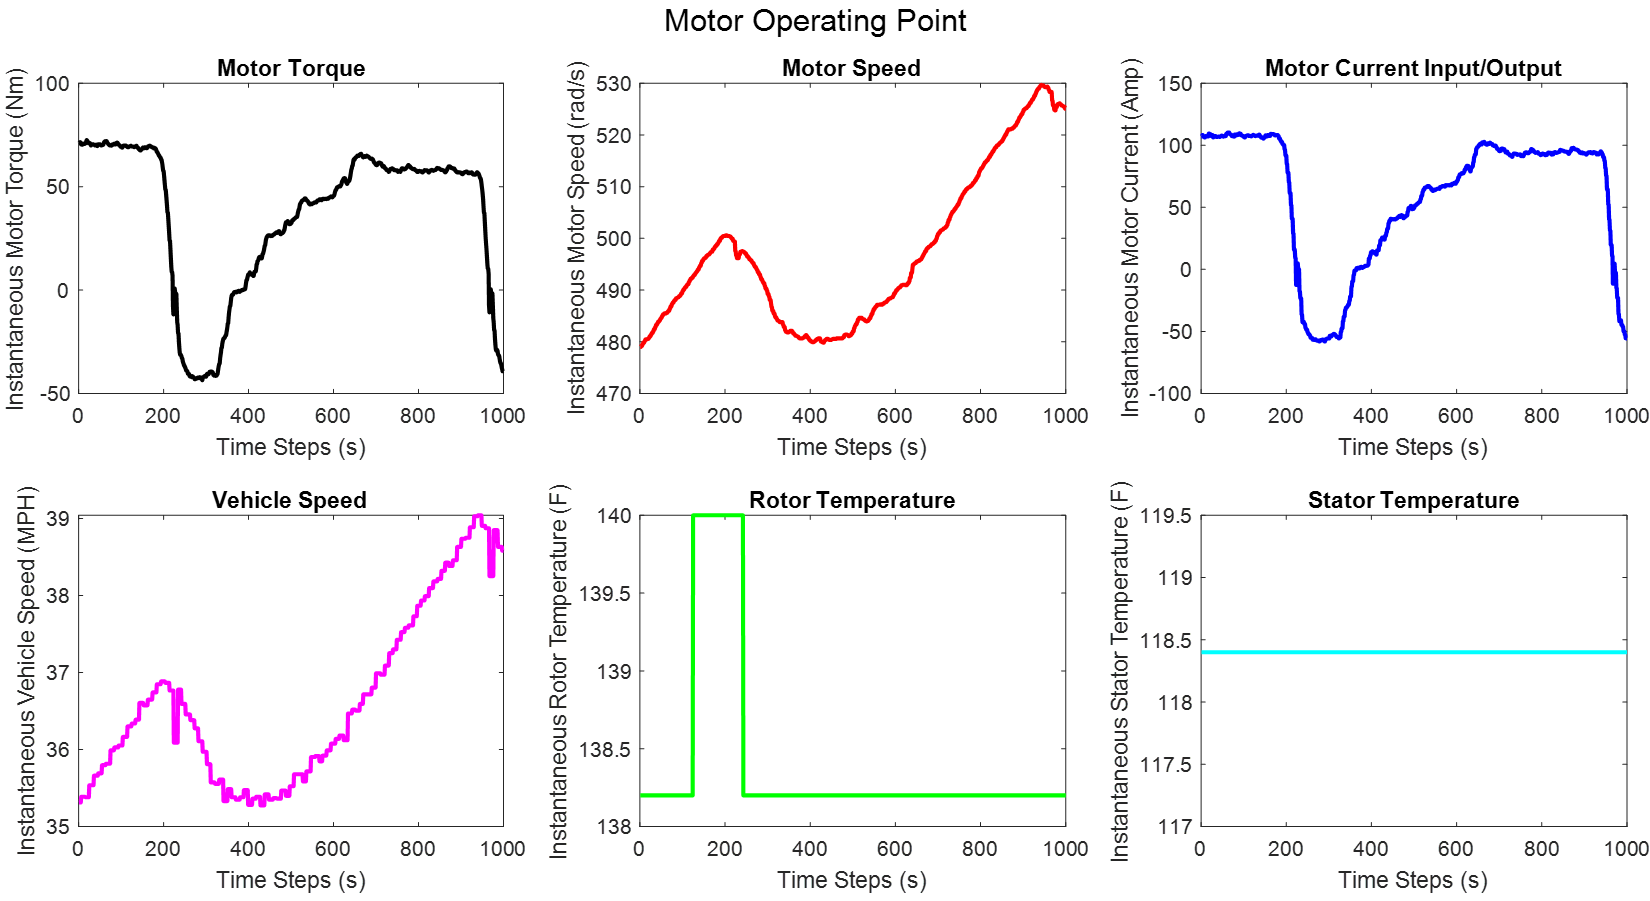 Motor Operating Point
Motor Torque
Instantaneous Motor Torque (Nm)
100
50
0
-50
0 200 400 600 800 1000
Time Steps (s)
Motor Speed
Instantaneous Motor Speed (rad/s)
530
520
510
500
490
480
470
0 200 400 600 800 1000
Time Steps (s)
Motor Current Input/Output
Instantaneous Motor Current (Amp)
150
100
50
0
-50
-100
0 200 400 600 800 1000
Time Steps (s)
Vehicle Speed
Instantaneous Vehicle Speed (MPH)
39
38
37
36
35
0 200 400 600 800 1000
Time Steps (s)
Rotor Temperature
Instantaneous Rotor Temperature (F)
140
139.5
139
138.5
138
0 200 400 600 800 1000
Time Steps (s)
Stator Temperature
Instantaneous Stator Temperature (F)
119.5
119
118.5
118
117.5
117
0 200 400 600 800 1000
Time Steps (s)